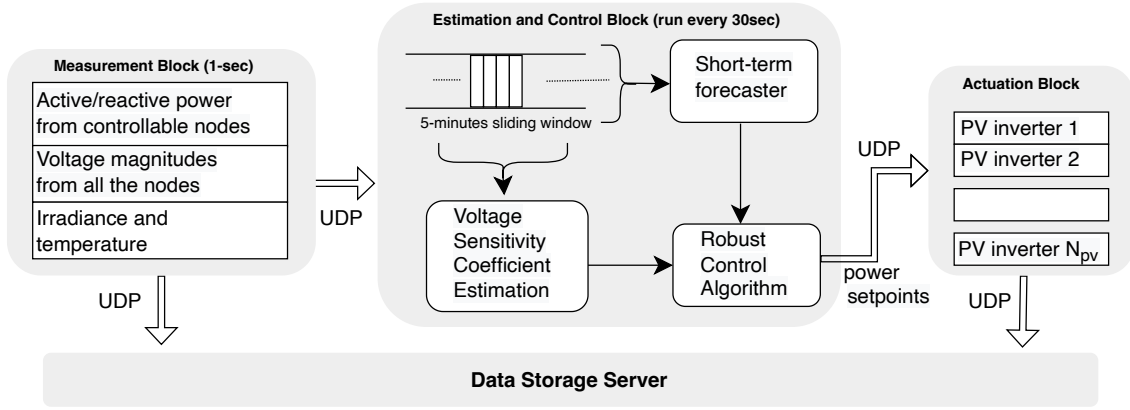 Estimation and Control Block (run every 30sec)
Measurement Block (1-sec)
Active/reactive power
from controllable nodes
Voltage magnitudes
from all the nodes
Irradiance and
temperature
UDP
UDP
5-minutes sliding window
Short-term
forecaster
Voltage
Sensitivity
Coefficient
Estimation
Robust
Control
Algorithm
UDP
power
setpoints
Actuation Block
PV inverter 1
PV inverter 2
PV inverter Npv
UDP
Data Storage Server